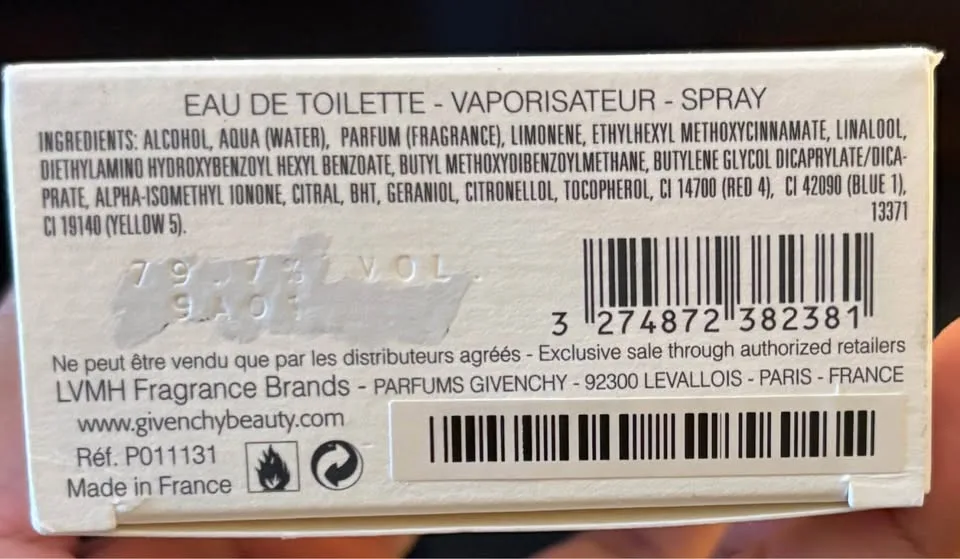 EAU DE TOILETTE - VAPORISATEUR - SPRAY
INGREDIENTS: ALCOHOL, AQUA (WATER), PARFUM (FRAGRANCE), LIMONENE, ETHYLHEXYL METHOXYCINNAMATE, LINALOOL,
DIETHYLAMINO HYDROXYBENZOYL HEXYL BENZOATE, BUTYL METHOXYDIBENZOYLMETHANE, BUTYLENE GLYCOL DICAPRYLATE/DICA-
PRATE, ALPHA-ISOMETHYL IONONE, CITRAL, BHT, GERANIOL, CITRONELLOL, TOCOPHEROL, CI 14700 (RED 4), CI 42090 (BLUE 1),
CI 19140 (YELLOW 5).
13371
79.7% VOL.
9A01
3 274872 382381
Ne peut être vendu que par les distributeurs agréés - Exclusive sale through authorized retailers
LVMH Fragrance Brands - PARFUMS GIVENCHY - 92300 LEVALLOIS - PARIS - FRANCE
www.givenchybeauty.com
Réf. P011131
Made in France